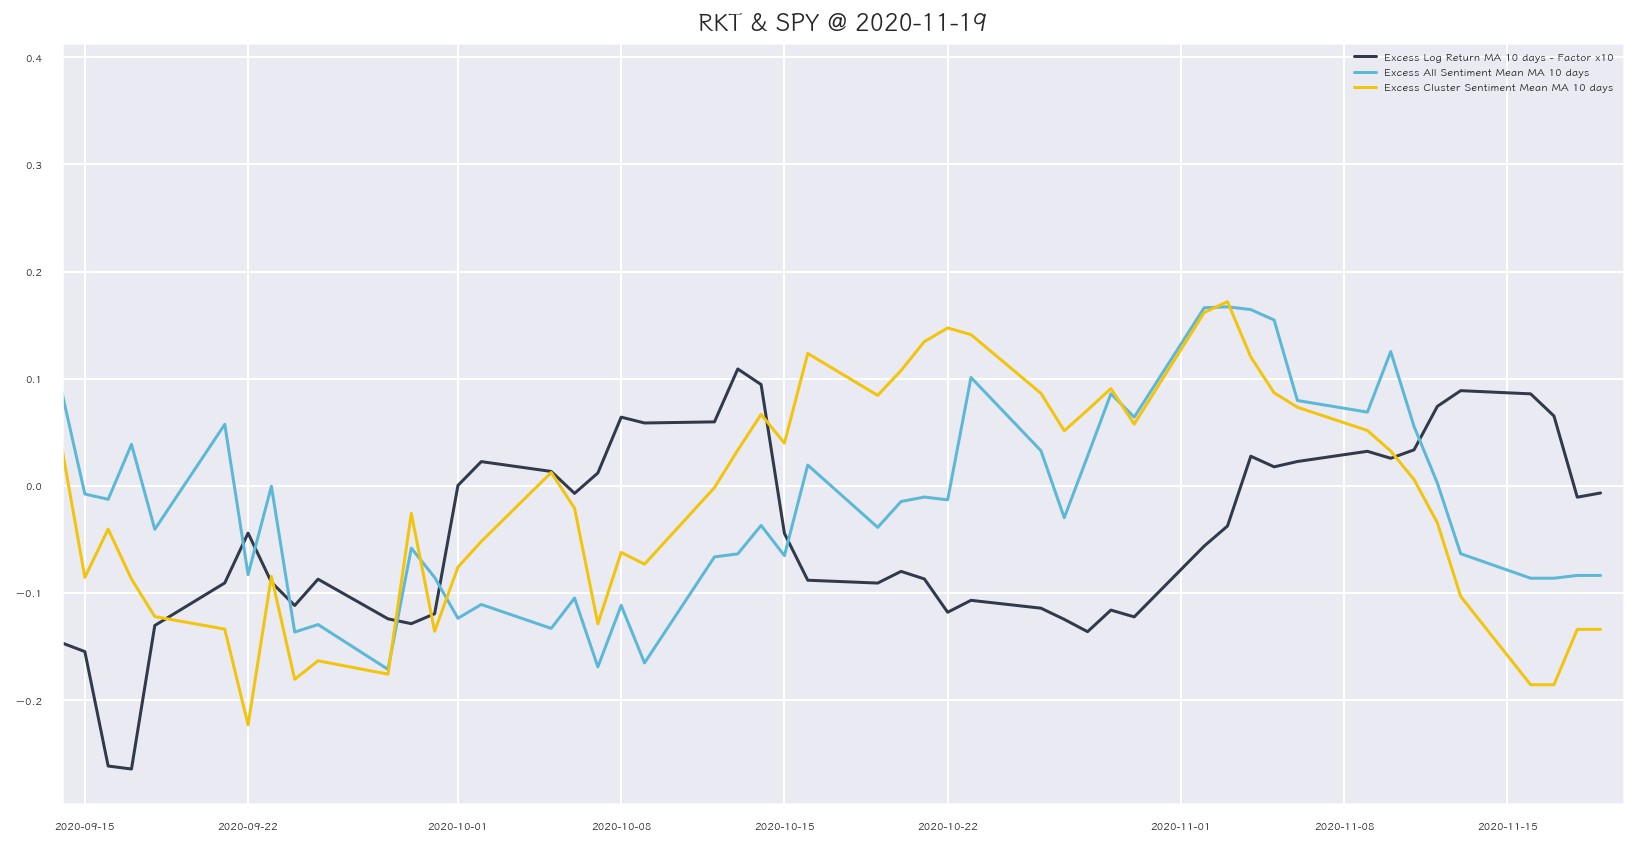 RKT & SPY @ 2020-11-19
Excess Log Return MA 10 days - Factor x10
Excess All Sentiment Mean MA 10 days
Excess Cluster Sentiment Mean MA 10 days
0.4
0.3
0.2
0.1
0.0
−0.1
−0.2
2020-09-15 2020-09-22 2020-10-01 2020-10-08 2020-10-15 2020-10-22 2020-11-01 2020-11-08 2020-11-15